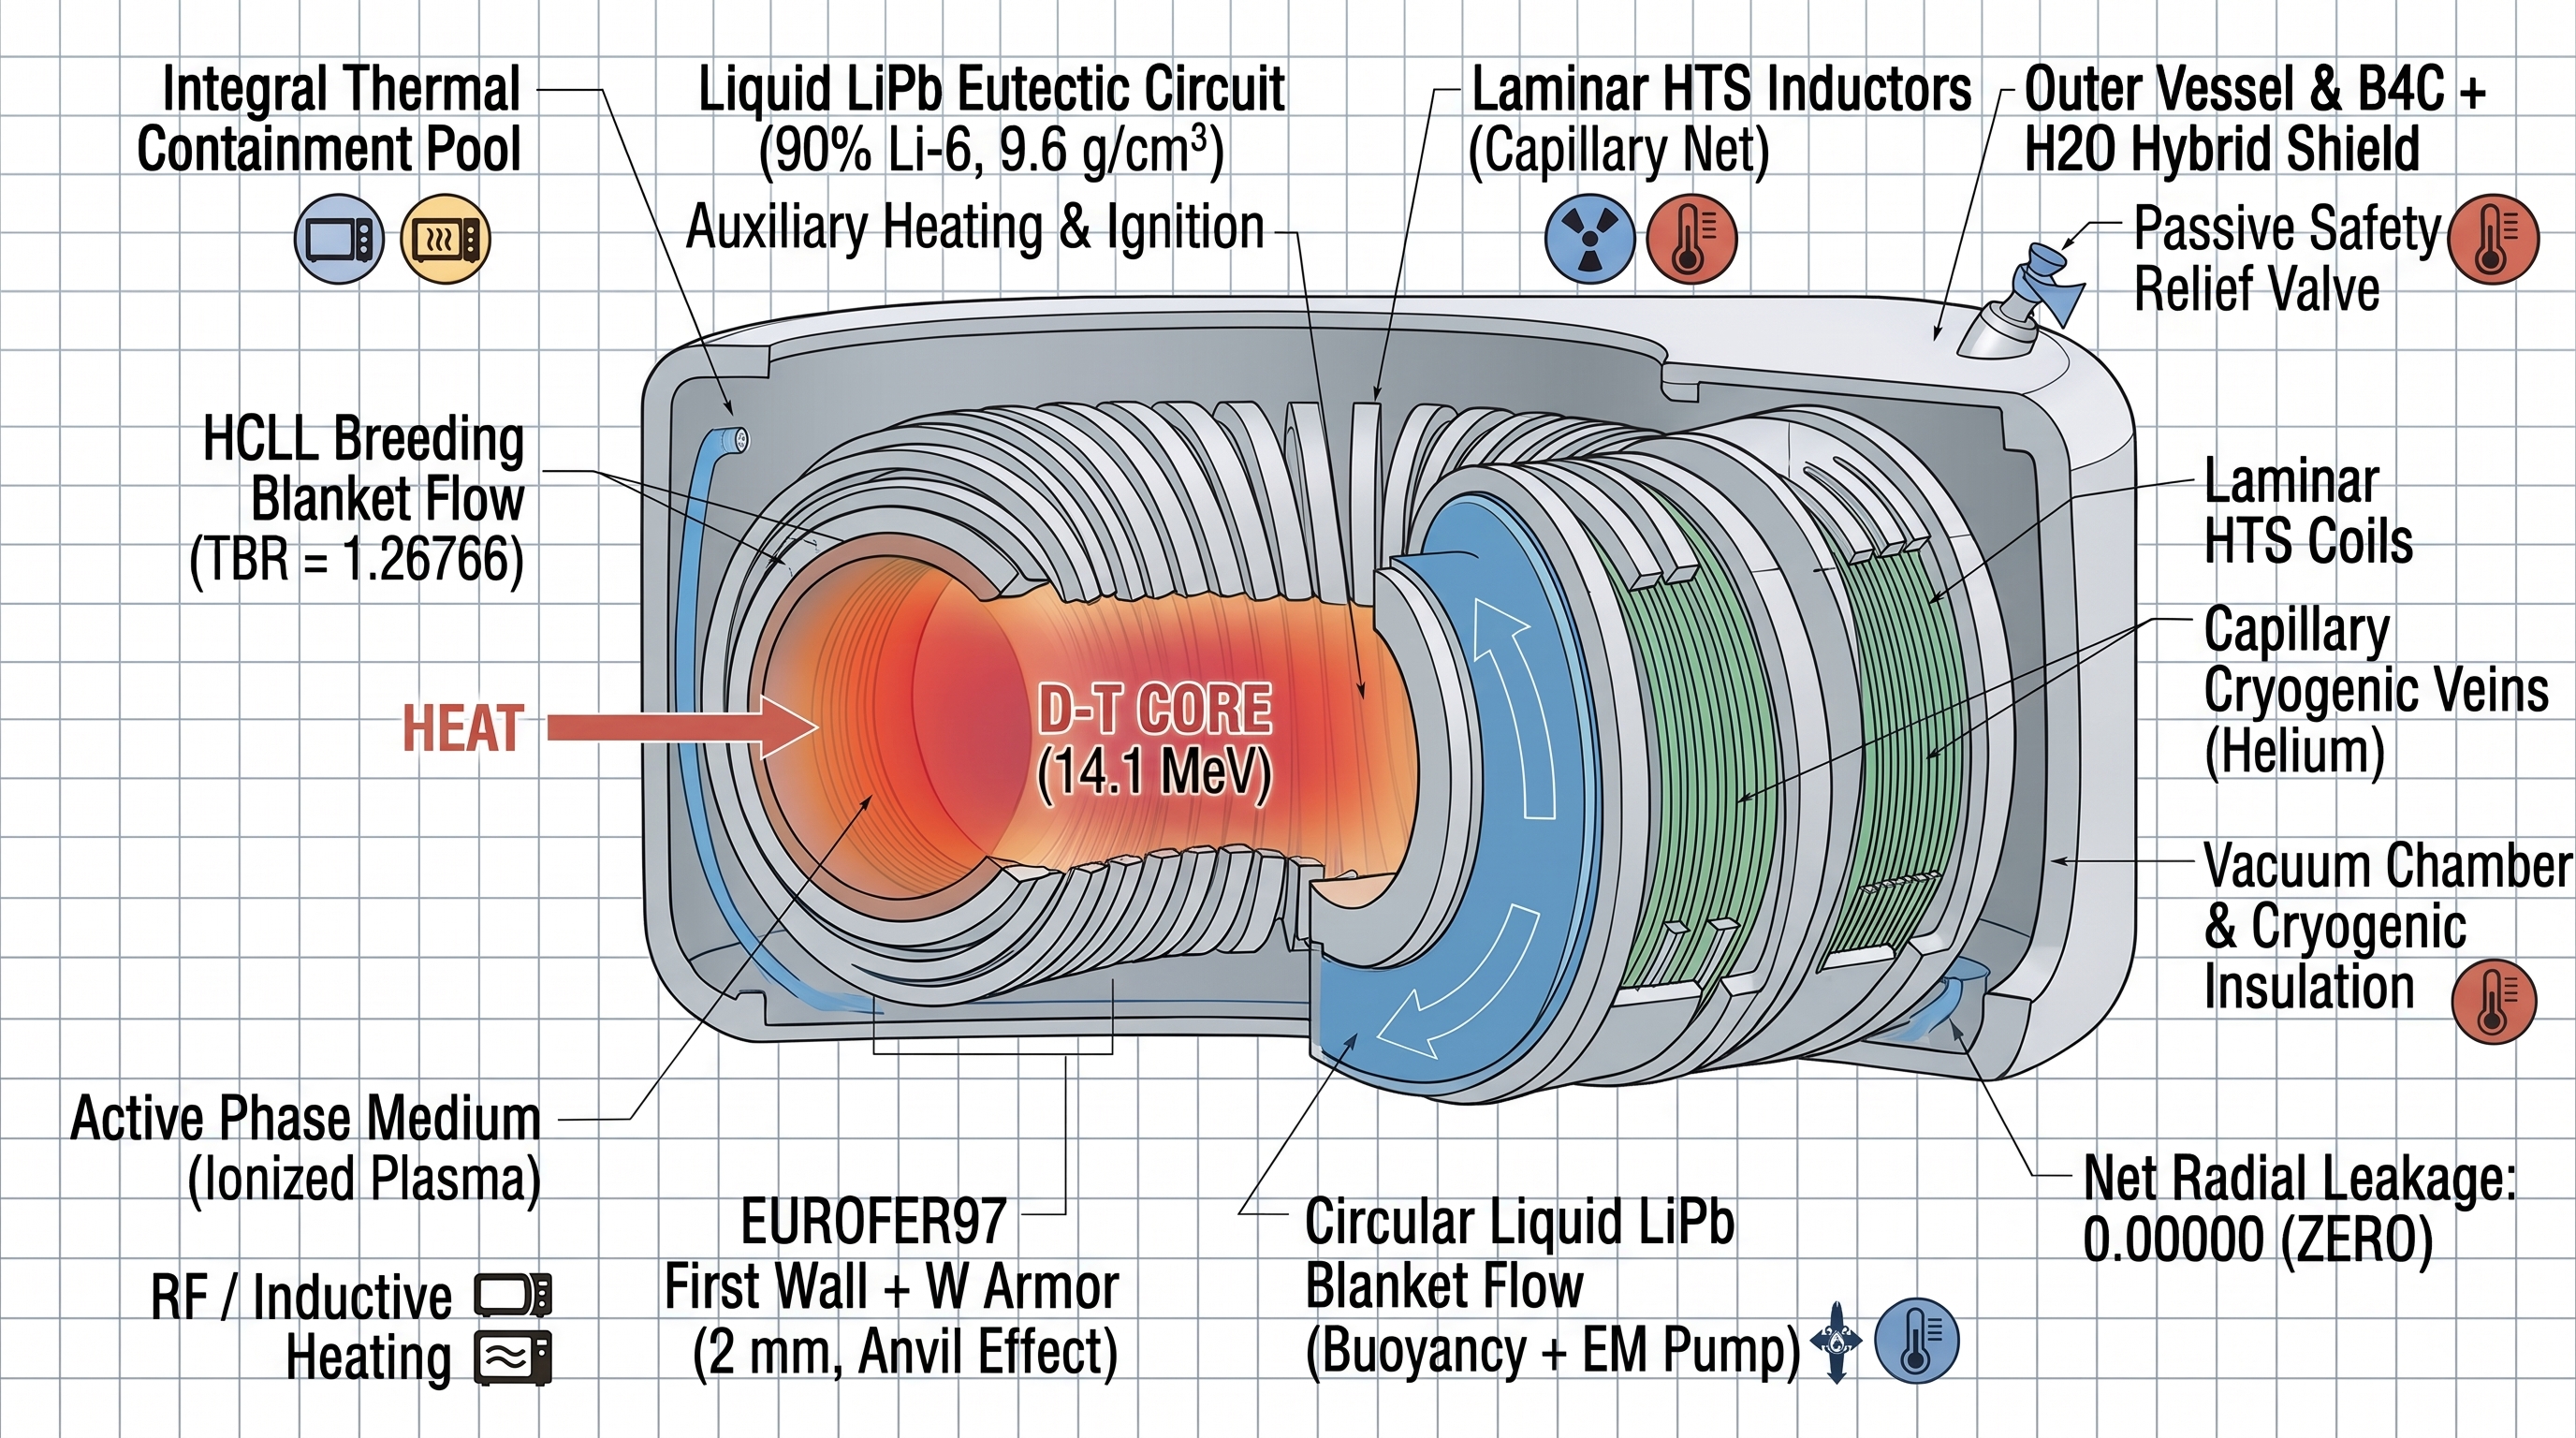 Integral Thermal
Containment Pool
Liquid LiPb Eutectic Circuit
(90% Li-6, 9.6 g/cm³)
Auxiliary Heating & Ignition
Laminar HTS Inductors
(Capillary Net)
Outer Vessel & B4C +
H2O Hybrid Shield
Passive Safety
Relief Valve
HCLL Breeding
Blanket Flow
(TBR = 1.26766)
Laminar
HTS Coils
Capillary
Cryogenic Veins
(Helium)
HEAT
D-T CORE
(14.1 MeV)
Vacuum Chamber
& Cryogenic
Insulation
Active Phase Medium
(Ionized Plasma)
RF / Inductive
Heating
EUROFER97
First Wall + W Armor
(2 mm, Anvil Effect)
Circular Liquid LiPb
Blanket Flow
(Buoyancy + EM Pump)
Net Radial Leakage:
0.00000 (ZERO)